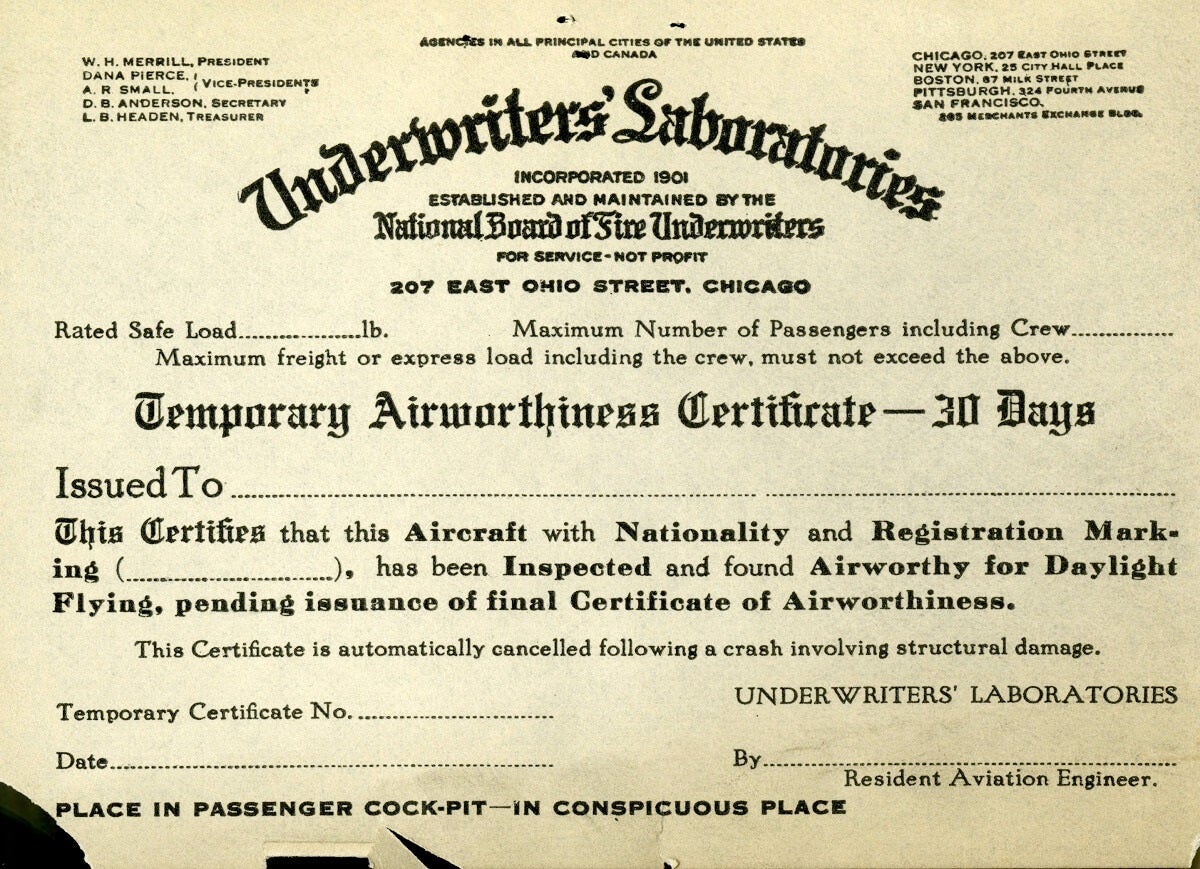 AGENCIES IN ALL PRINCIPAL CITIES OF THE UNITED STATES
AND CANADA
W. H. MERRILL, PRESIDENT
DANA PIERCE,
A. R. SMALL,
VICE-PRESIDENTS
D. B. ANDERSON, SECRETARY
L. B. HEADEN, TREASURER
CHICAGO, 207 EAST OHIO STREET
NEW YORK, 25 CITY HALL PLACE
BOSTON, 87 MILK STREET
PITTSBURGH, 324 FOURTH AVENUE
SAN FRANCISCO,
MERCHANTS EXCHANGE BLDG.
Underwriters' Laboratories
INCORPORATED 1901
ESTABLISHED AND MAINTAINED BY THE
National Board of Fire Underwriters
FOR SERVICE-NOT PROFIT
207 EAST OHIO STREET, CHICAGO
Rated Safe Load....................lb. Maximum Number of Passengers including Crew.................
Maximum freight or express load including the crew, must not exceed the above.
Temporary Airworthiness Certificate—30 Days
Issued To ................................................................................
This Certifies that this Aircraft with Nationality and Registration Mark-
ing (..............................), has been Inspected and found Airworthy for Daylight
Flying, pending issuance of final Certificate of Airworthiness.
This Certificate is automatically cancelled following a crash involving structural damage.
UNDERWRITERS' LABORATORIES
Temporary Certificate No. ................................
Date........................................ By........................................
Resident Aviation Engineer.
PLACE IN PASSENGER COCK-PIT—IN CONSPICUOUS PLACE